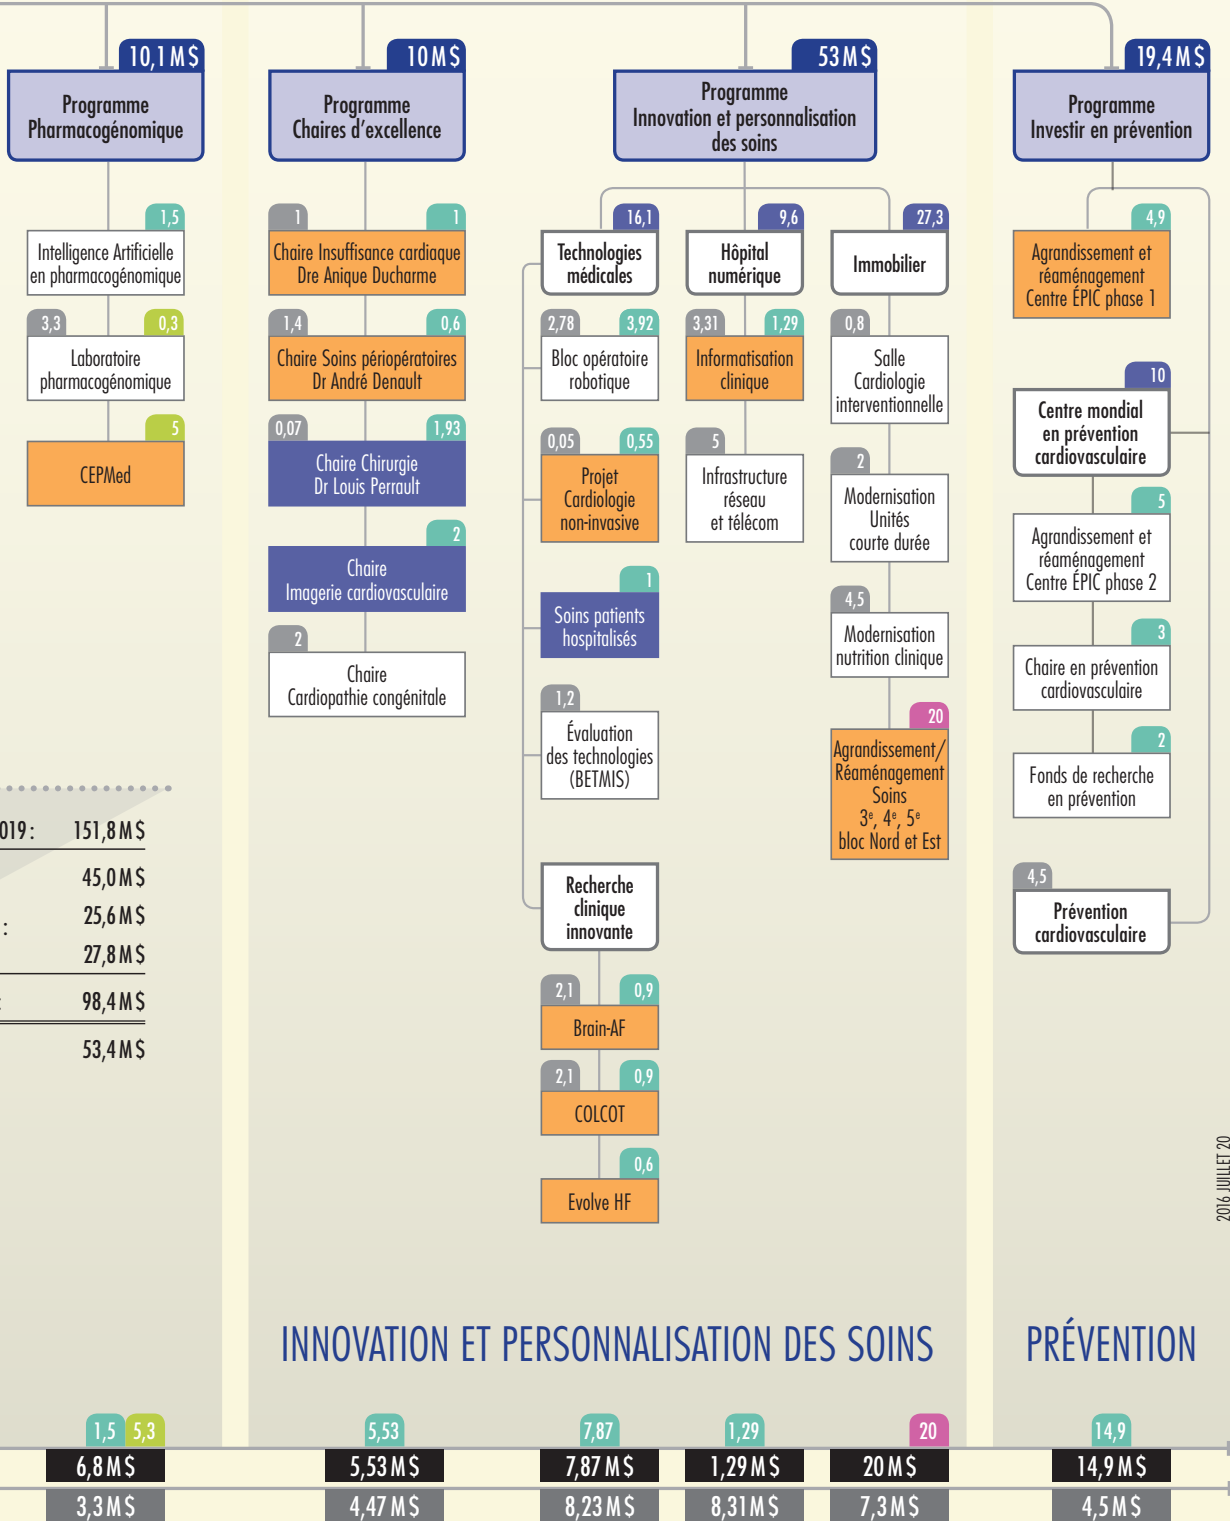 10,1 M$
Programme
Pharmacogénomique
1,5
Intelligence Artificielle
en pharmacogénomique
3,3
0,3
Laboratoire
pharmacogénomique
5
CEPMed
019 :
151,8 M$
45,0 M$
:
25,6 M$
27,8 M$
:
98,4 M$
53,4 M$
10 M$
Programme
Chaires d'excellence
1
1
Chaire Insuffisance cardiaque
Dre Anique Ducharme
1,4
0,6
Chaire Soins périopératoires
Dr André Denault
0,07
1,93
Chaire Chirurgie
Dr Louis Perrault
2
Chaire
Imagerie cardiovasculaire
2
Chaire
Cardiopathie congénitale
53 M$
Programme
Innovation et personnalisation
des soins
16,1
Technologies
médicales
2,78
3,92
Bloc opératoire
robotique
0,05
0,55
Projet
Cardiologie
non-invasive
1
Soins patients
hospitalisés
1,2
Évaluation
des technologies
(BETMIS)
Recherche
clinique
innovante
2,1
0,9
Brain-AF
2,1
0,9
COLCOT
0,6
Evolve HF
9,6
Hôpital
numérique
3,31
1,29
Informatisation
clinique
5
Infrastructure
réseau
et télécom
27,3
Immobilier
0,8
Salle
Cardiologie
interventionnelle
2
Modernisation
Unités
courte durée
4,5
Modernisation
nutrition clinique
20
Agrandissement/
Réaménagement
Soins
3e, 4e, 5e
bloc Nord et Est
19,4 M$
Programme
Investir en prévention
4,9
Agrandissement et
réaménagement
Centre ÉPIC phase 1
10
Centre mondial
en prévention
cardiovasculaire
5
Agrandissement et
réaménagement
Centre ÉPIC phase 2
3
Chaire en prévention
cardiovasculaire
2
Fonds de recherche
en prévention
4,5
Prévention
cardiovasculaire
2016 JUILLET 20
INNOVATION ET PERSONNALISATION DES SOINS
PRÉVENTION
1,5 5,3
5,53
7,87
1,29
20
14,9
6,8 M$
5,53 M$
7,87 M$
1,29 M$
20 M$
14,9 M$
3,3 M$
4,47 M$
8,23 M$
8,31 M$
7,3 M$
4,5 M$